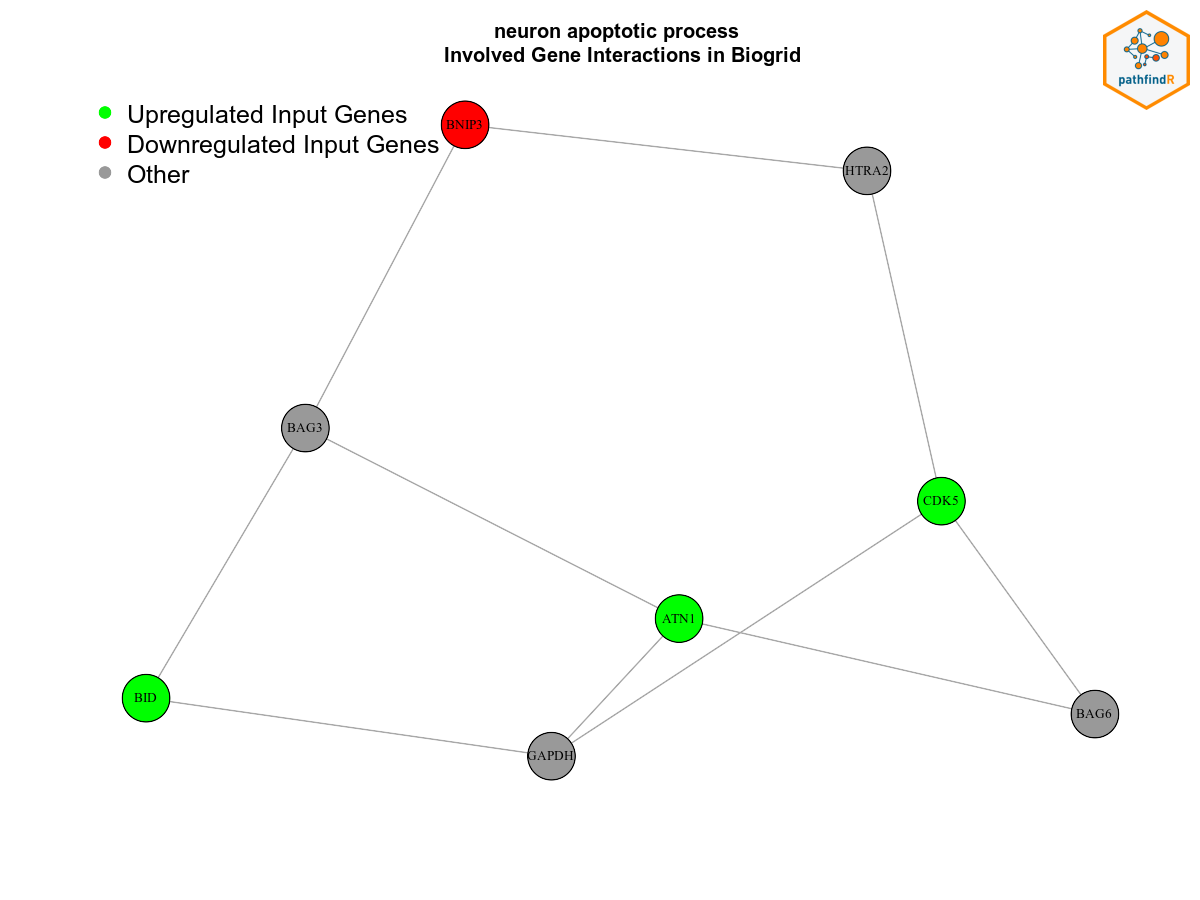 neuron apoptotic process
Involved Gene Interactions in Biogrid
pathfindR
Upregulated Input Genes
Downregulated Input Genes
Other
BNIP3
HTRA2
BAG3
CDK5
ATN1
BID
BAG6
GAPDH